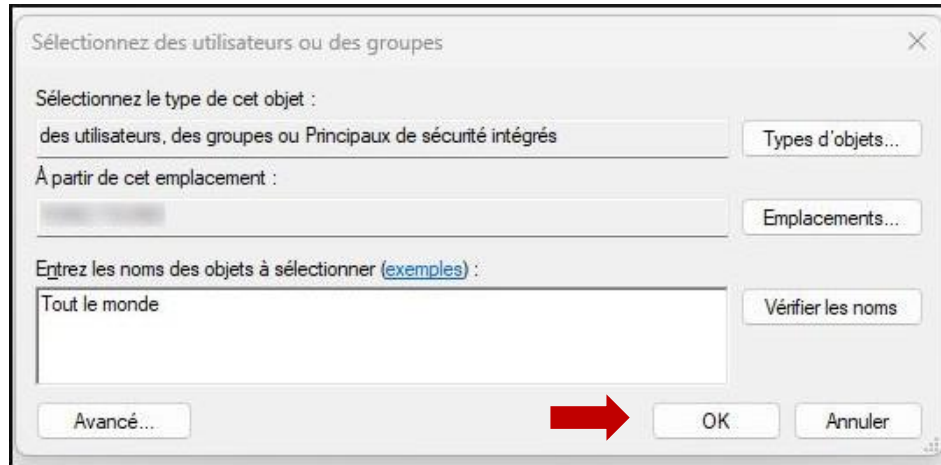 Sélectionnez des utilisateurs ou des groupes
Sélectionnez le type de cet objet :
des utilisateurs, des groupes ou Principaux de sécurité intégrés
Types d'objets...
À partir de cet emplacement :
Emplacements...
Entrez les noms des objets à sélectionner (exemples) :
Tout le monde
Vérifier les noms
Avancé...
OK
Annuler